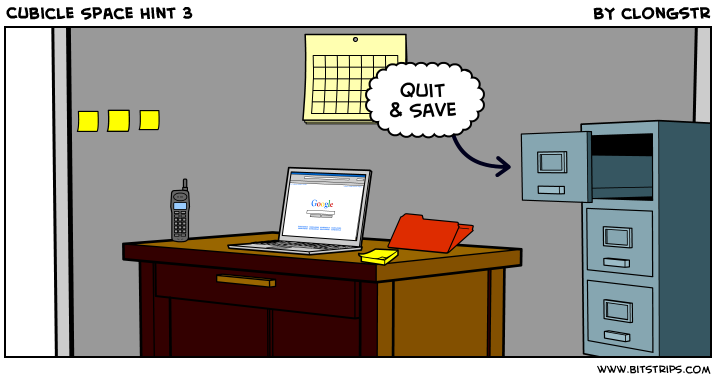 CUBICLE SPACE HINT 3
BY CLONGSTR
QUIT
& SAVE
Google
WWW.BITSTRIPS.COM